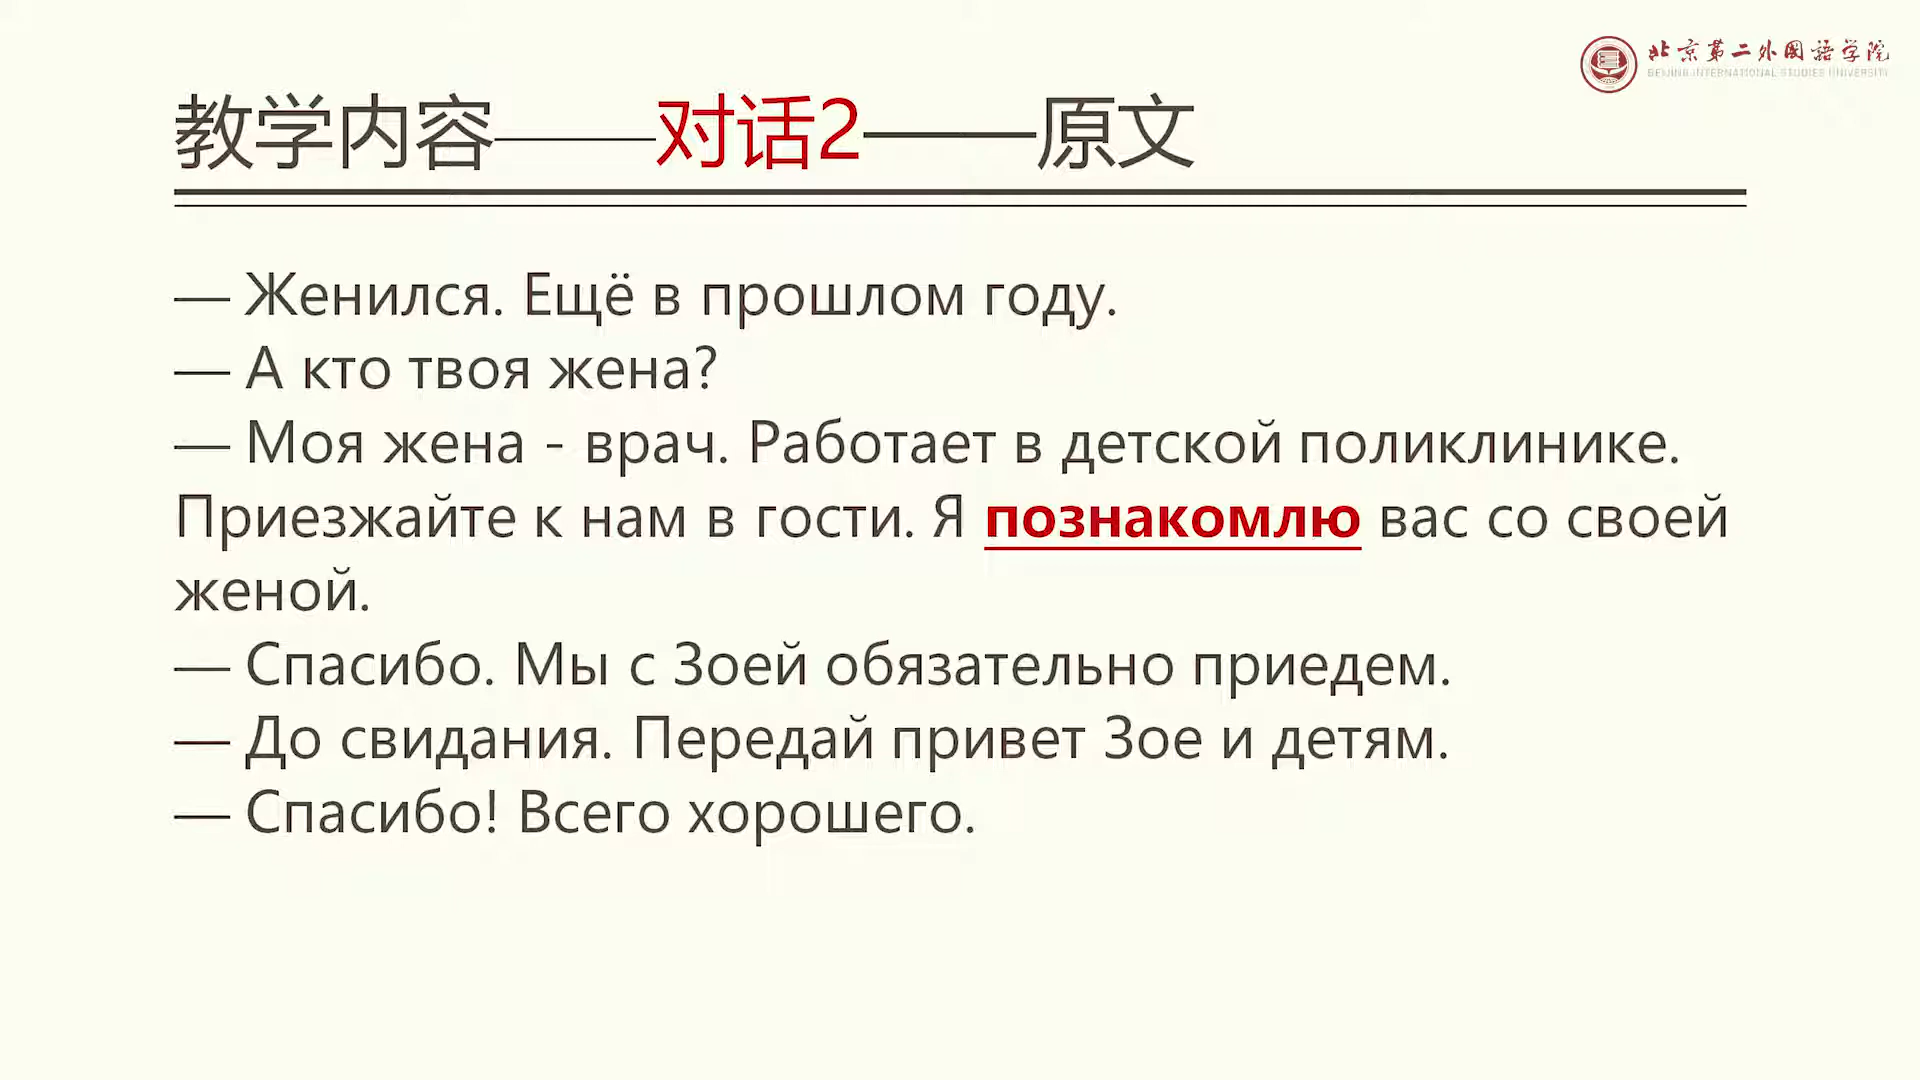 北京第二外国语学院
BEIJING INTERNATIONAL STUDIES UNIVERSITY
教学内容——对话2——原文
— Женился. Ещё в прошлом году.
— А кто твоя жена?
— Моя жена - врач. Работает в детской поликлинике.
Приезжайте к нам в гости. Я познакомлю вас со своей
женой.
— Спасибо. Мы с Зоей обязательно приедем.
— До свидания. Передай привет Зое и детям.
— Спасибо! Всего хорошего.